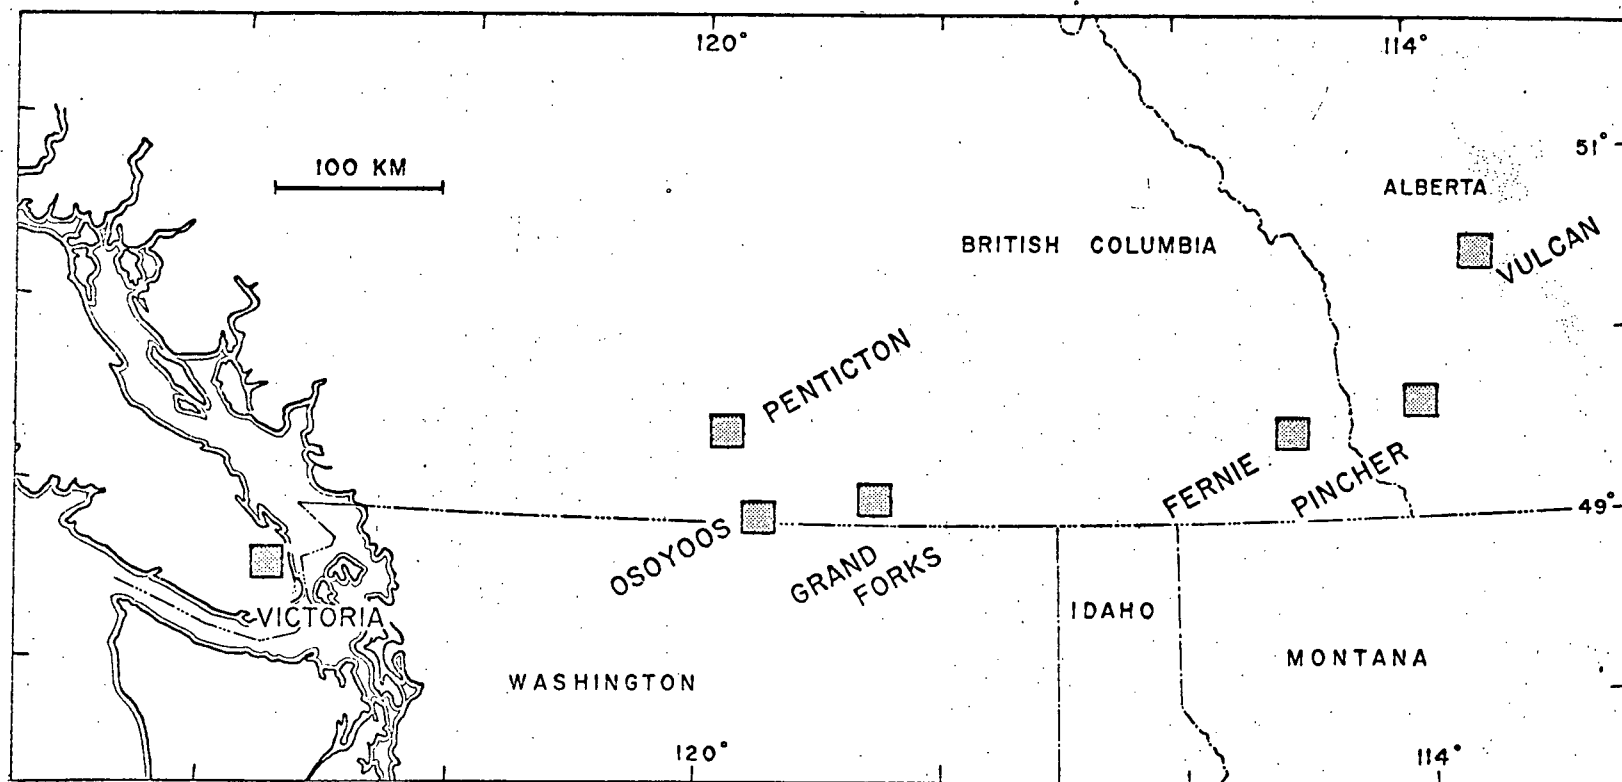 120°
114°
51°
100 KM
ALBERTA
BRITISH COLUMBIA
VULCAN
PENTICTON
FERNIE
PINCHER
49°
OSOYOOS
GRAND
FORKS
VICTORIA
IDAHO
MONTANA
WASHINGTON
120°
114°